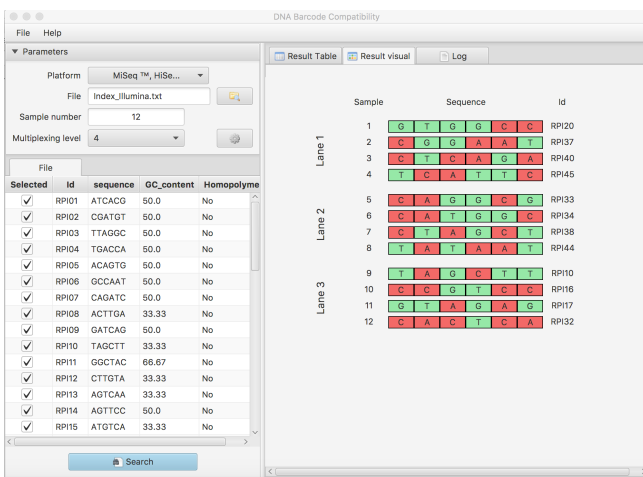 DNA Barcode Compatibility
File Help
Parameters
Platform MiSeq ™, HiSe...
File Index_Illumina.txt
Sample number 12
Multiplexing level 4
File
Selected Id sequence GC_content Homopolyme
RPI01 ATCACG 50.0 No
RPI02 CGATGT 50.0 No
RPI03 TTAGGC 50.0 No
RPI04 TGACCA 50.0 No
RPI05 ACAGTG 50.0 No
RPI06 GCCAAT 50.0 No
RPI07 CAGATC 50.0 No
RPI08 ACTTGA 33.33 No
RPI09 GATCAG 50.0 No
RPI10 TAGCTT 33.33 No
RPI11 GGCTAC 66.67 No
RPI12 CTTGTA 33.33 No
RPI13 AGTCAA 33.33 No
RPI14 AGTTCC 50.0 No
RPI15 ATGTCA 33.33 No
Search
Result Table Result visual Log
Sample Sequence Id
Lane 1
1 G T G G C C RPI20
2 C G G A A T RPI37
3 C T C A G A RPI40
4 T C A T T C RPI45
Lane 2
5 C A G G C G RPI33
6 C A T G G C RPI34
7 C T A G C T RPI38
8 T A T A A T RPI44
Lane 3
9 T A G C T T RPI10
10 C C G T C C RPI16
11 G T A G A G RPI17
12 C A C T C A RPI32